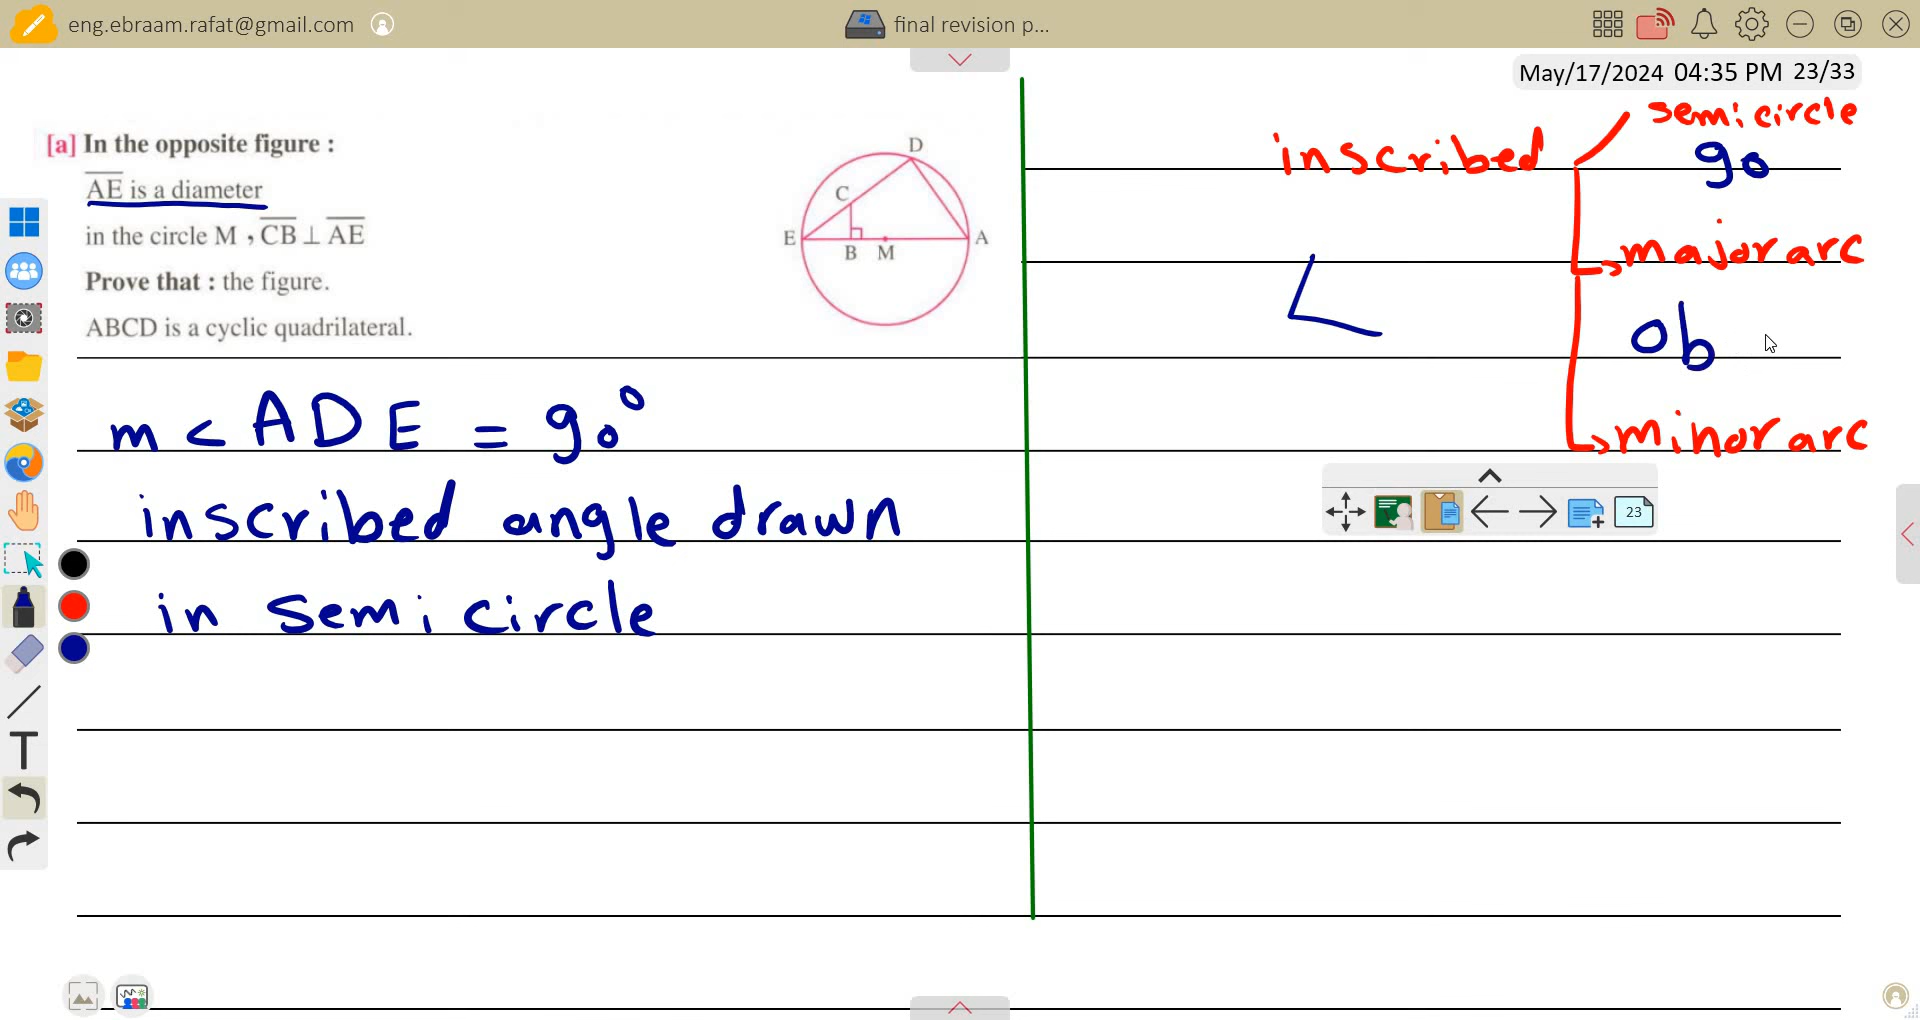 eng.ebraam.rafat@gmail.com
final revision p...
May/17/2024 04:35 PM 23/33
[a] In the opposite figure :
AE is a diameter
in the circle M , CB ⊥ AE
Prove that : the figure.
ABCD is a cyclic quadrilateral.
D
C
E
B
M
A
m < ADE = 90°
inscribed angle drawn
in semi circle
inscribed
semi circle
90
major arc
ob
minor arc
23